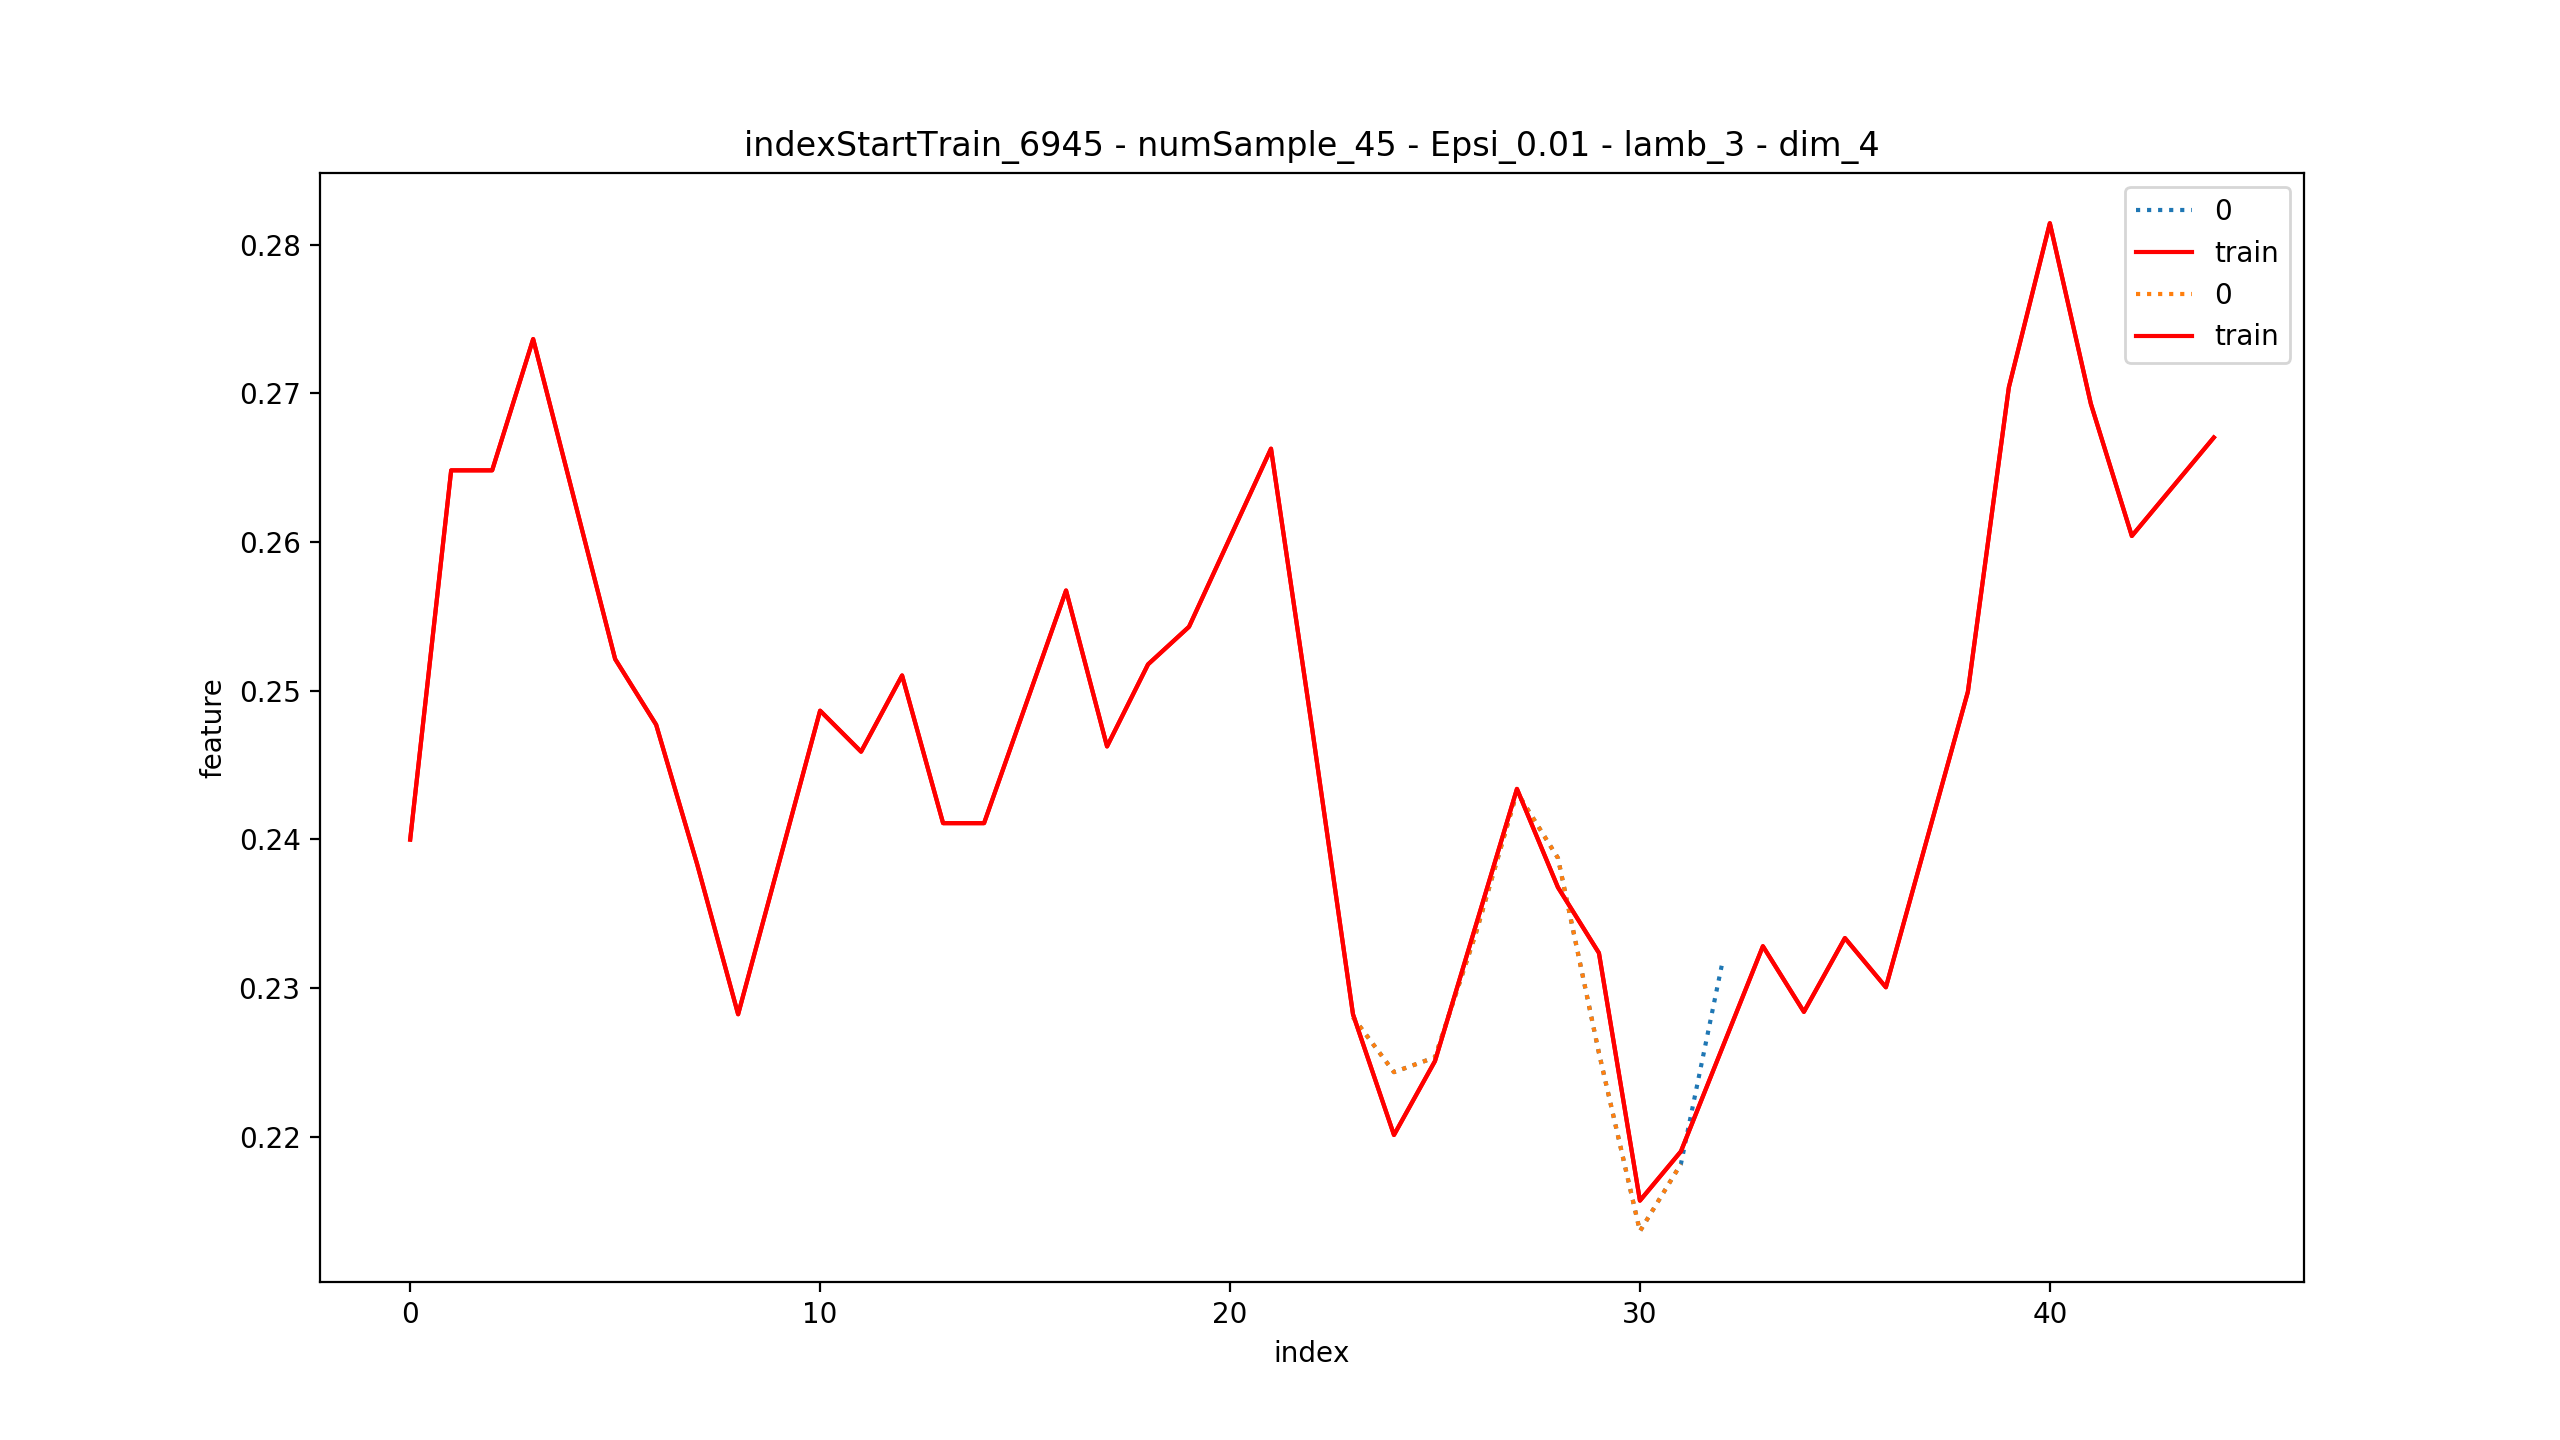 indexStartTrain_6945 - numSample_45 - Epsi_0.01 - lamb_3 - dim_4
0
train
0
train
0.28
0.27
0.26
0.25
0.24
0.23
0.22
feature
0 10 20 30 40
index